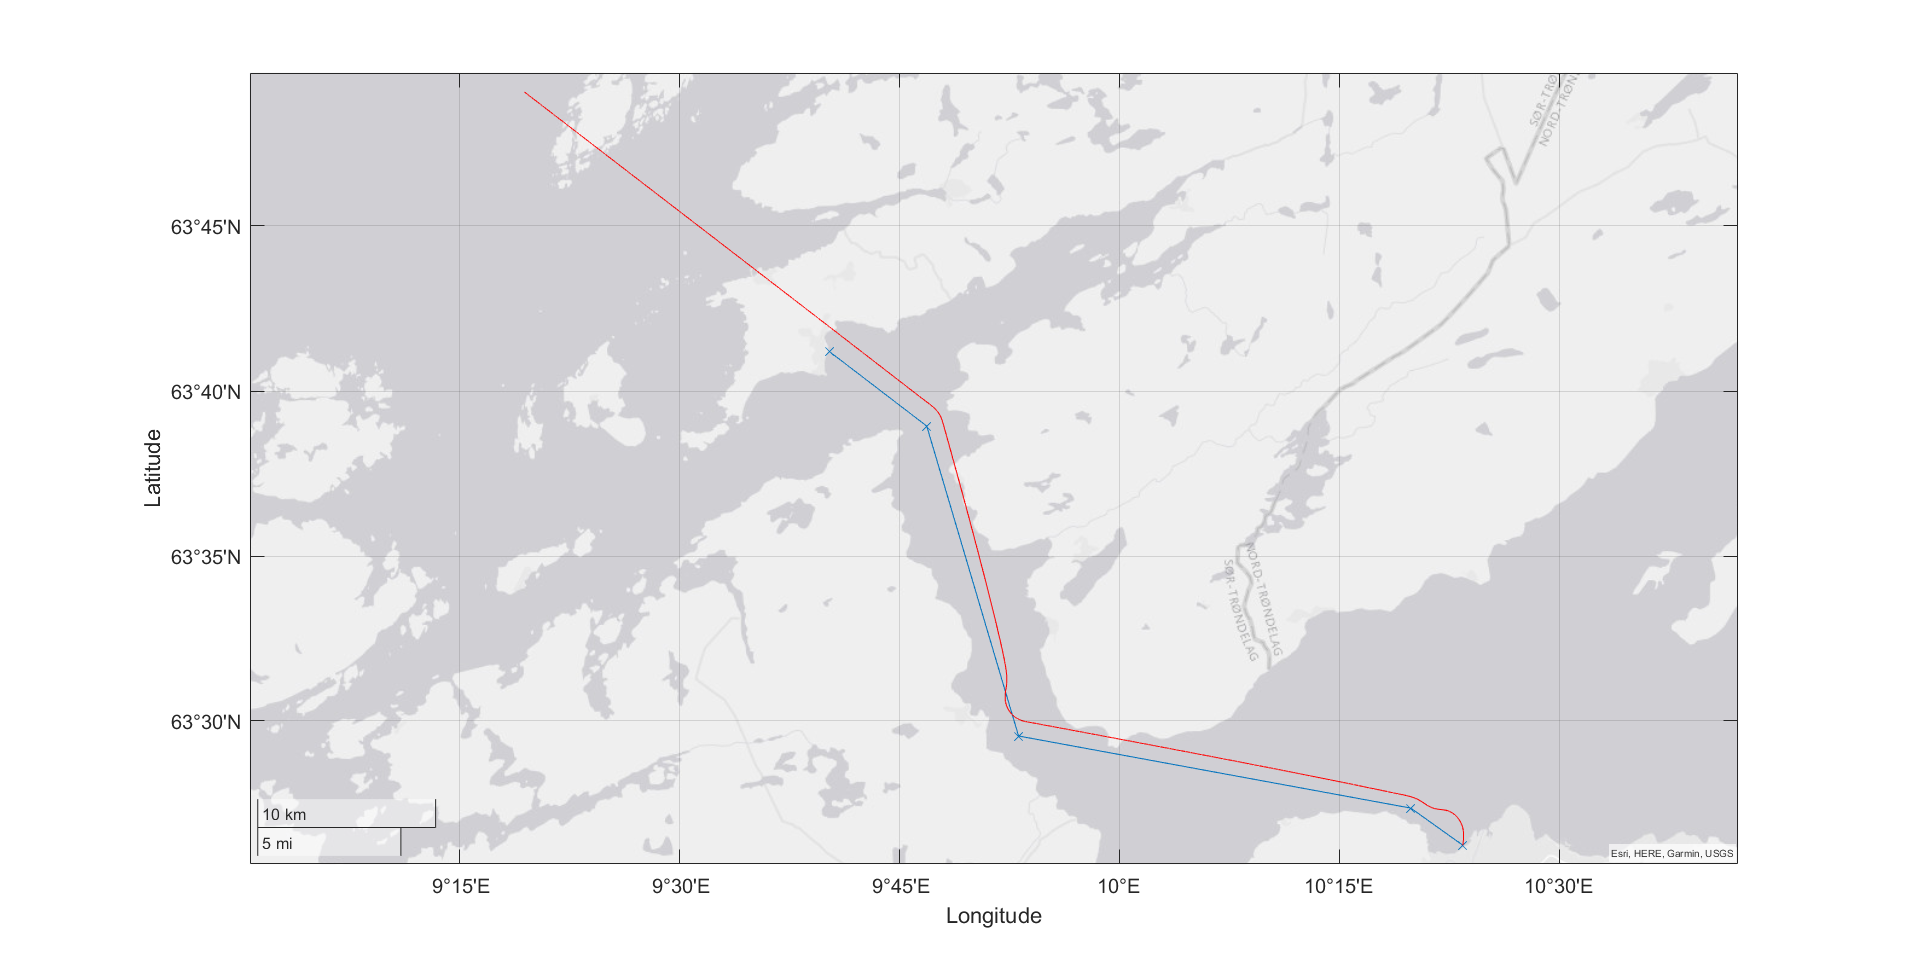 SØR-TRØ
NORD-TRØN
63°45'N
63°40'N
63°35'N
63°30'N
Latitude
NORD-TRØNDELAG
SØR-TRØNDELAG
10 km
5 mi
Esri, HERE, Garmin, USGS
9°15'E
9°30'E
9°45'E
10°E
10°15'E
10°30'E
Longitude